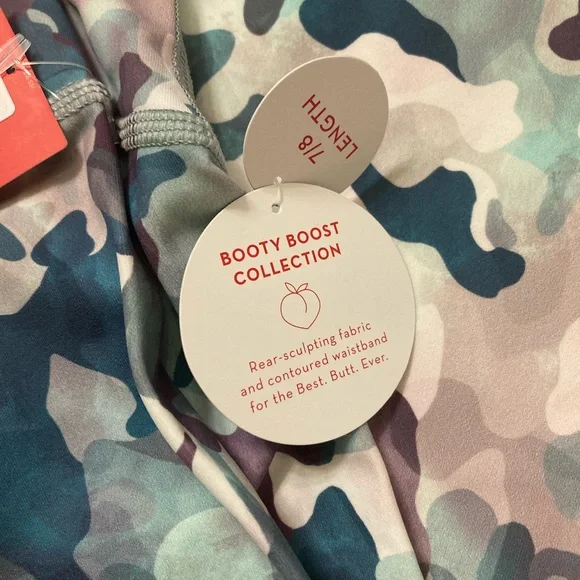 7/8
LENGTH
BOOTY BOOST
COLLECTION
Rear-sculpting fabric
and contoured waistband
for the Best. Butt. Ever.